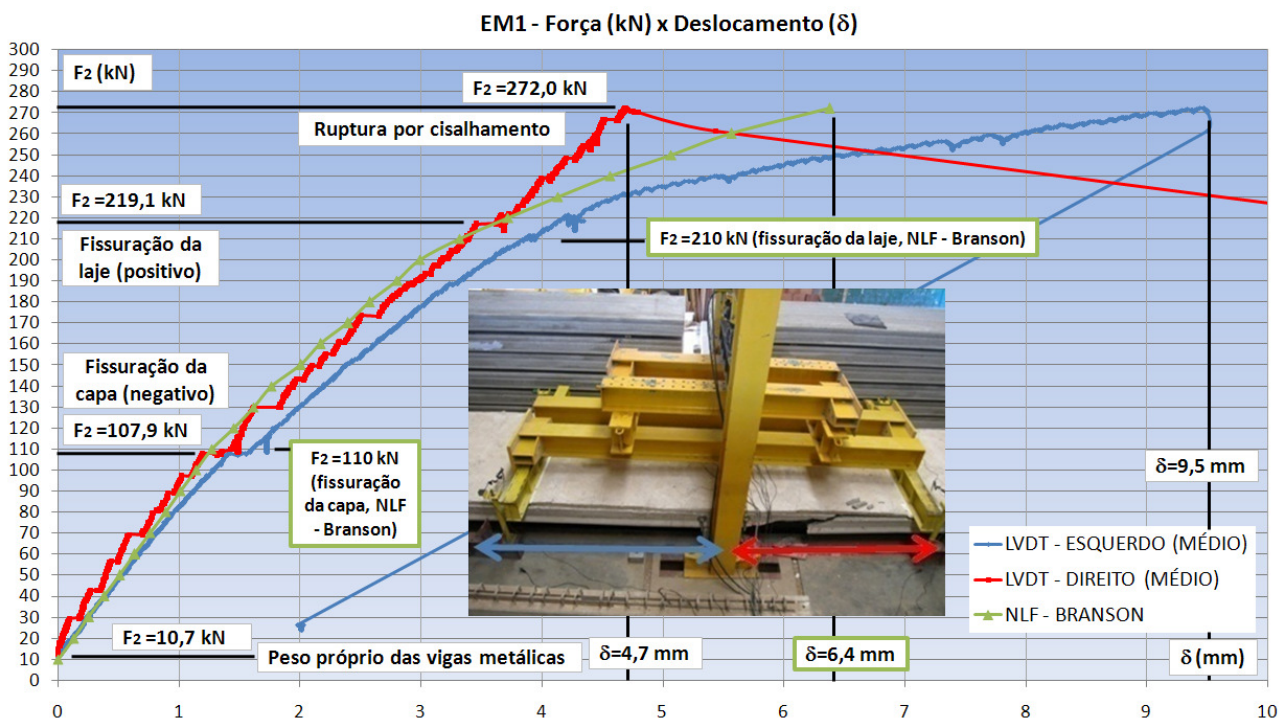 EM1 - Força (kN) x Deslocamento (δ)
300
290
280
270
260
250
240
230
220
210
200
190
180
170
160
150
140
130
120
110
100
90
80
70
60
50
40
30
20
10
0
F2 (kN)
F2 =272,0 kN
Ruptura por cisalhamento
F2 =219,1 kN
Fissuração da
laje (positivo)
F2 =210 kN (fissuração da laje, NLF - Branson)
Fissuração da
capa (negativo)
F2 =107,9 kN
F2 =110 kN
(fissuração
da capa, NLF
- Branson)
δ=9,5 mm
LVDT - ESQUERDO (MÉDIO)
LVDT - DIREITO (MÉDIO)
NLF - BRANSON
F2 =10,7 kN
Peso próprio das vigas metálicas
δ=4,7 mm
δ=6,4 mm
δ (mm)
0 1 2 3 4 5 6 7 8 9 10